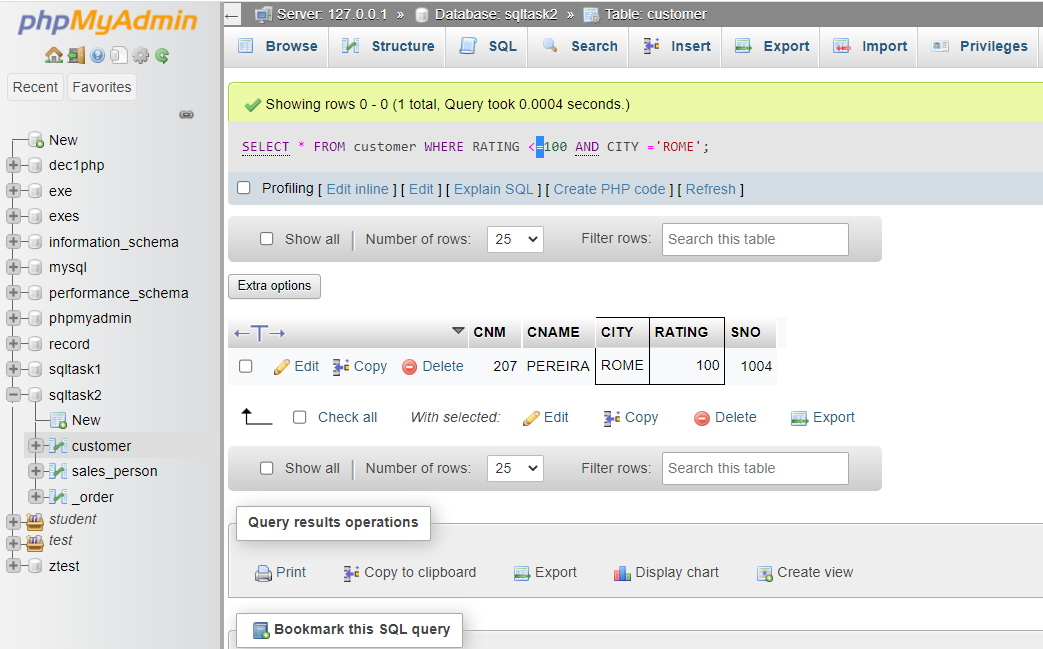 phpMyAdmin
Recent Favorites
New
dec1php
exe
exes
information_schema
mysql
performance_schema
phpmyadmin
record
sqltask1
sqltask2
New
customer
sales_person
_order
student
test
ztest
Server: 127.0.0.1 » Database: sqltask2 » Table: customer
Browse Structure SQL Search Insert Export Import Privileges
Showing rows 0 - 0 (1 total, Query took 0.0004 seconds.)
SELECT * FROM customer WHERE RATING <=100 AND CITY ='ROME';
Profiling [ Edit inline ] [ Edit ] [ Explain SQL ] [ Create PHP code ] [ Refresh ]
Show all | Number of rows: 25 Filter rows: Search this table
Extra options
←T→ CNM CNAME CITY RATING SNO
Edit Copy Delete 207 PEREIRA ROME 100 1004
Check all With selected: Edit Copy Delete Export
Show all | Number of rows: 25 Filter rows: Search this table
Query results operations
Print Copy to clipboard Export Display chart Create view
Bookmark this SQL query